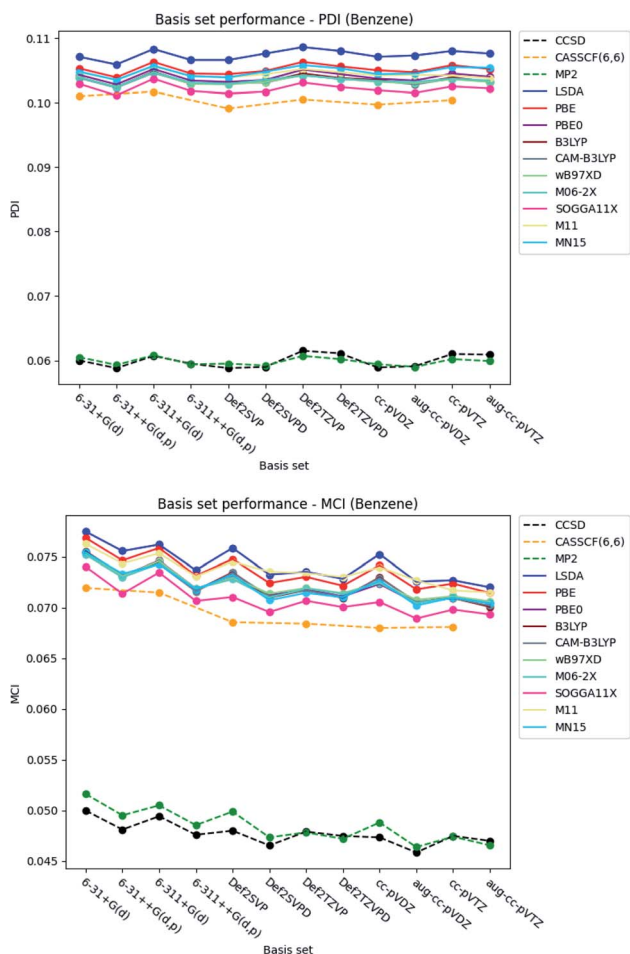 Basis set performance - PDI (Benzene)
0.11
0.10
0.09
0.08
0.07
0.06
PDI
6-31+G(d)
6-31++G(d,p)
6-311+G(d)
6-311++G(d,p)
Def2SVP
Def2SVPD
Def2TZVP
Def2TZVPD
cc-pVDZ
aug-cc-pVDZ
cc-pVTZ
aug-cc-pVTZ
Basis set
CCSD
CASSCF(6,6)
MP2
LSDA
PBE
PBE0
B3LYP
CAM-B3LYP
wB97XD
M06-2X
SOGGA11X
M11
MN15
Basis set performance - MCI (Benzene)
0.075
0.070
0.065
0.060
0.055
0.050
0.045
MCI
6-31+G(d)
6-31++G(d,p)
6-311+G(d)
6-311++G(d,p)
Def2SVP
Def2SVPD
Def2TZVP
Def2TZVPD
cc-pVDZ
aug-cc-pVDZ
cc-pVTZ
aug-cc-pVTZ
Basis set
CCSD
CASSCF(6,6)
MP2
LSDA
PBE
PBE0
B3LYP
CAM-B3LYP
wB97XD
M06-2X
SOGGA11X
M11
MN15